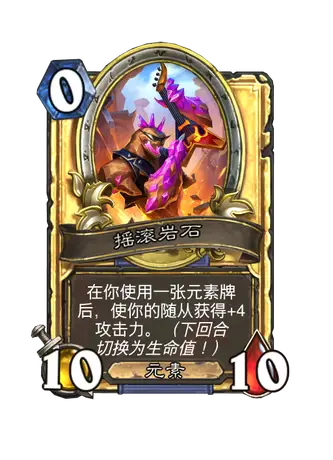 0
摇滚岩石
在你使用一张元素牌
后，使你的随从获得+4
攻击力。（下回合
切换为生命值！）
10
元素
10